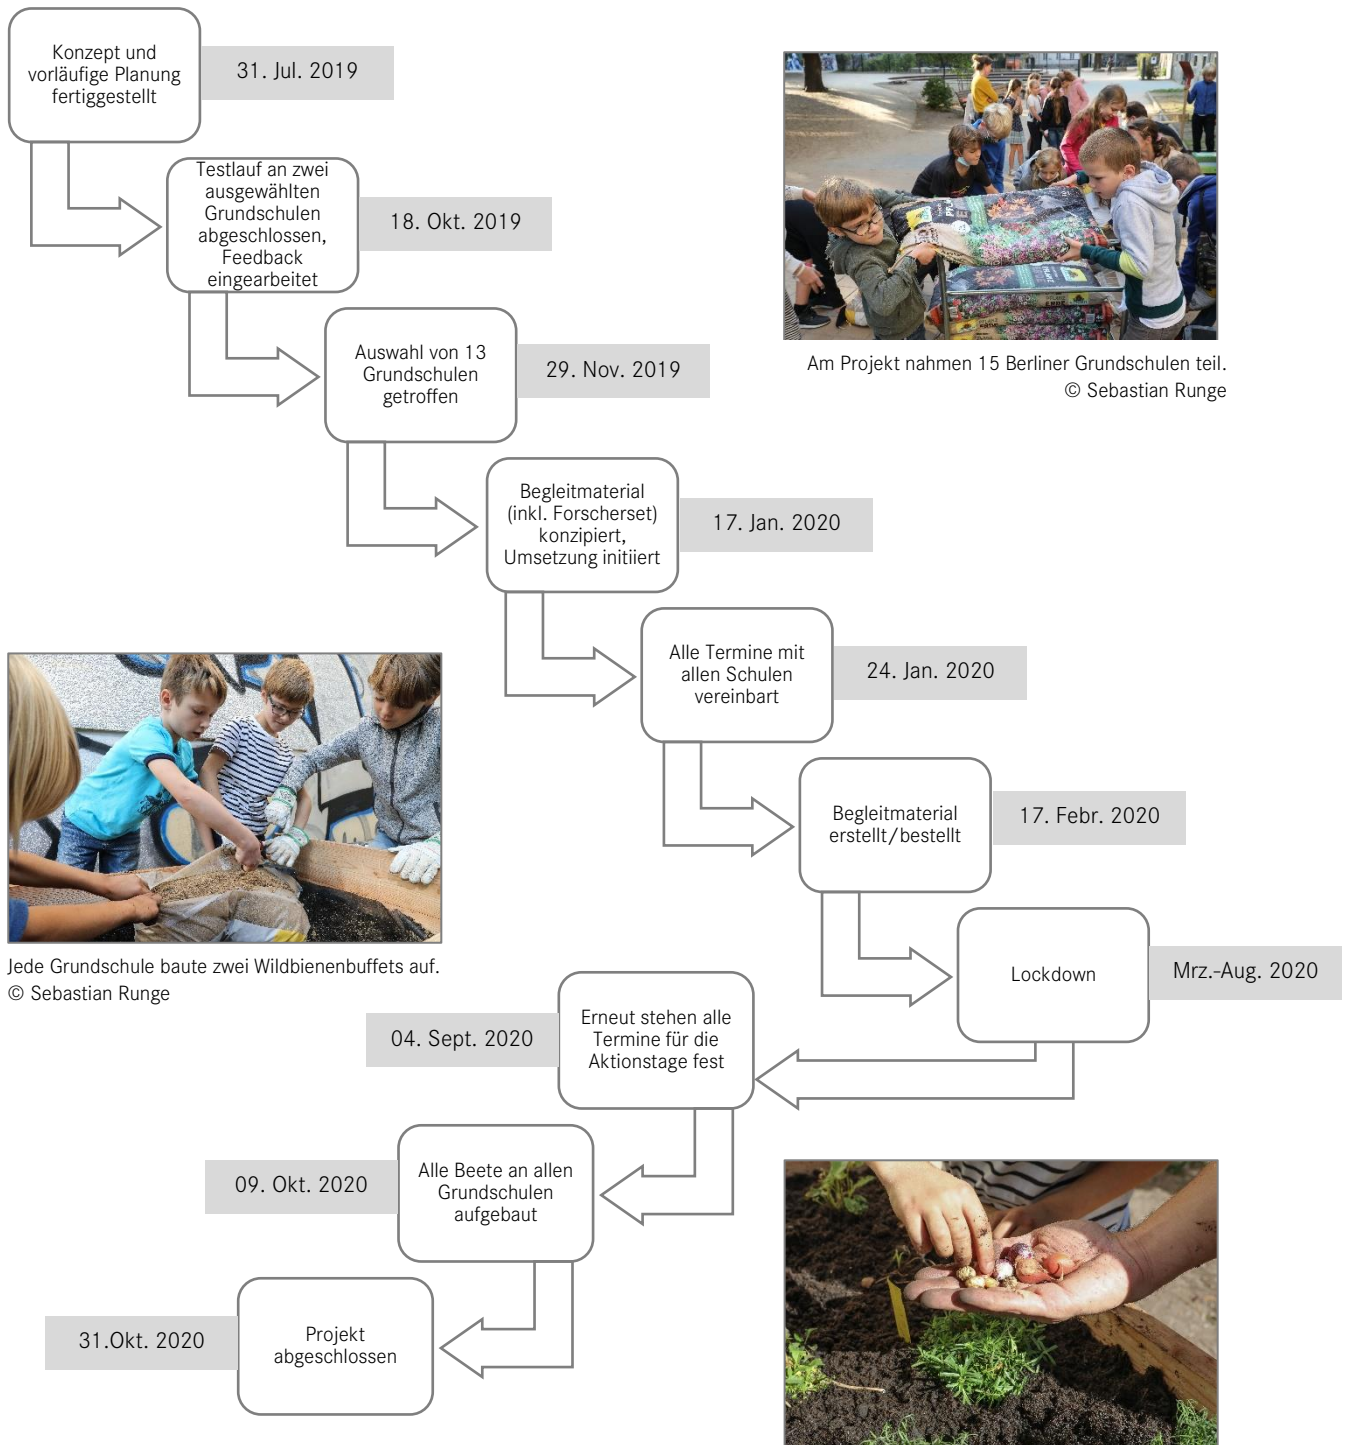 Konzept und
vorläufige Planung
fertiggestellt
31. Jul. 2019
Testlauf an zwei
ausgewählten
Grundschulen
abgeschlossen,
Feedback
eingearbeitet
18. Okt. 2019
Am Projekt nahmen 15 Berliner Grundschulen teil.
© Sebastian Runge
Auswahl von 13
Grundschulen
getroffen
29. Nov. 2019
Begleitmaterial
(inkl. Forscherset)
konzipiert,
Umsetzung initiiert
17. Jan. 2020
Alle Termine mit
allen Schulen
vereinbart
24. Jan. 2020
Begleitmaterial
erstellt/bestellt
17. Febr. 2020
Jede Grundschule baute zwei Wildbienenbuffets auf.
© Sebastian Runge
Lockdown
Mrz.-Aug. 2020
Erneut stehen alle
Termine für die
Aktionstage fest
04. Sept. 2020
Alle Beete an allen
Grundschulen
aufgebaut
09. Okt. 2020
Projekt
abgeschlossen
31.Okt. 2020